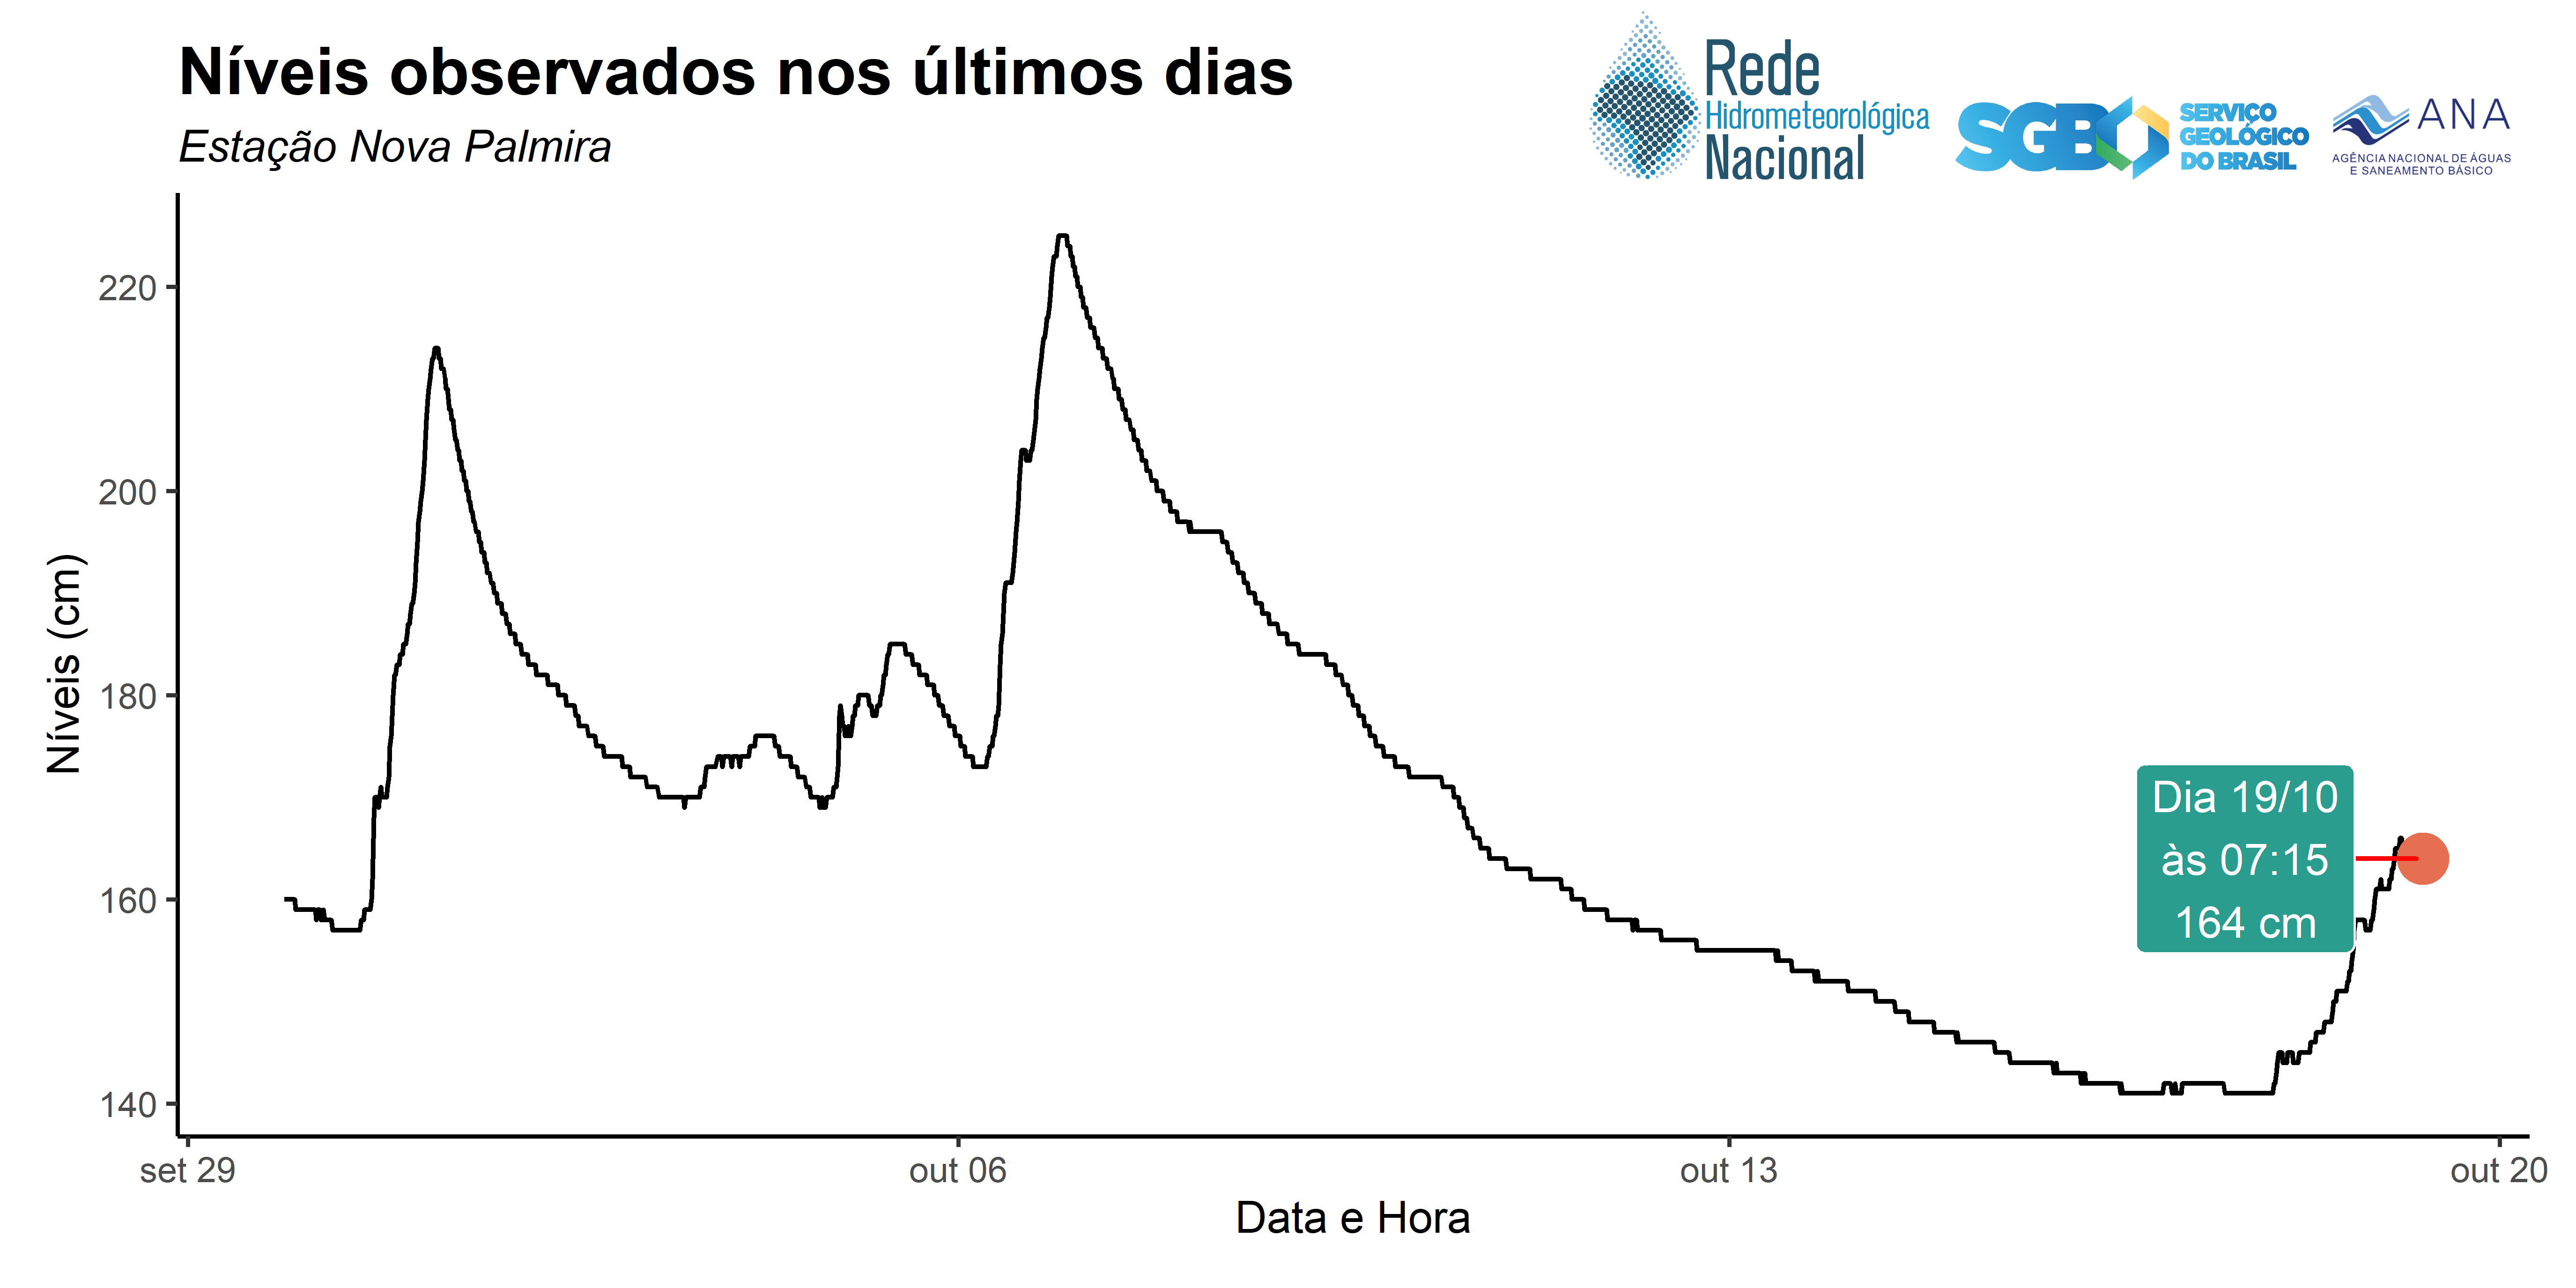 Níveis observados nos últimos dias
Estação Nova Palmira
Rede
Hidrometeorológica
Nacional
SGB
SERVIÇO
GEOLÓGICO
DO BRASIL
ANA
AGÊNCIA NACIONAL DE ÁGUAS
E SANEAMENTO BÁSICO
Níveis (cm)
220
200
180
160
140
Dia 19/10
às 07:15
164 cm
set 29
out 06
out 13
out 20
Data e Hora